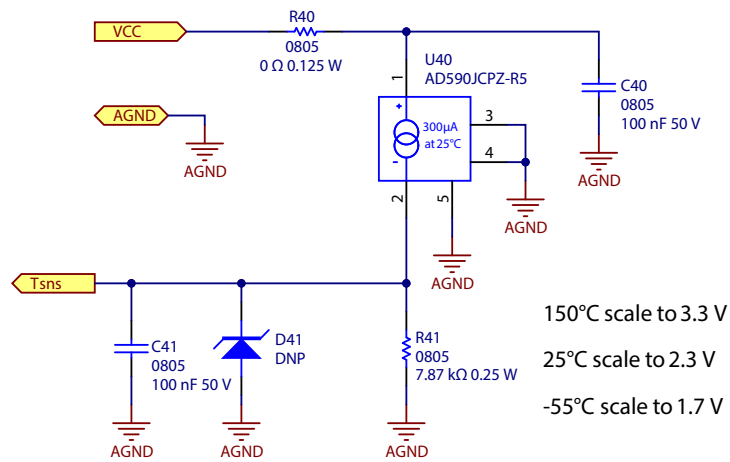 VCC
R40
0805
0 Ω 0.125 W
U40
AD590JCPZ-R5
C40
0805
100 nF 50 V
1
+
300µA
at 25°C
-
3
4
2
5
AGND
AGND
AGND
AGND
Tsns
C41
0805
100 nF 50 V
D41
DNP
R41
0805
7.87 kΩ 0.25 W
AGND
AGND
AGND
AGND
150°C scale to 3.3 V
25°C scale to 2.3 V
-55°C scale to 1.7 V